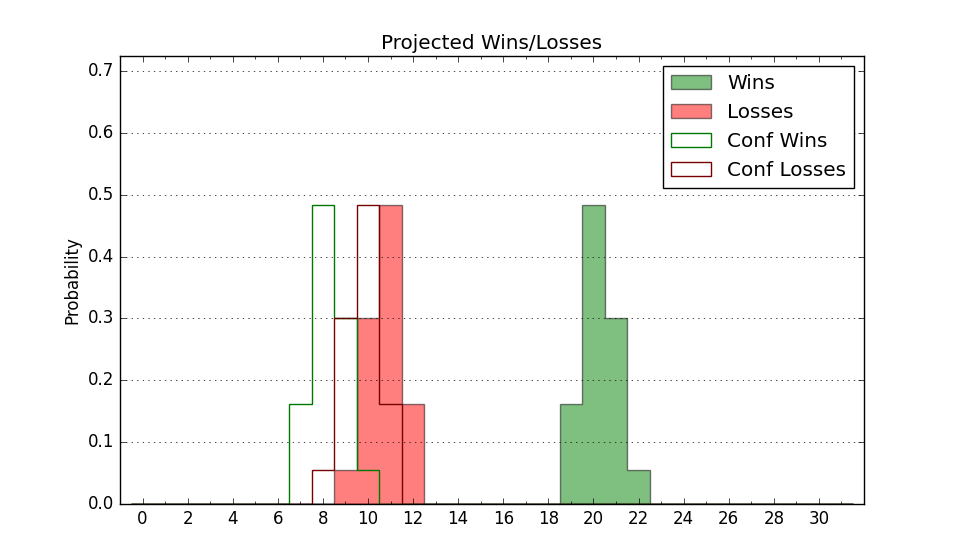 Projected Wins/Losses
0.7
0.6
0.5
0.4
0.3
0.2
0.1
0.0
Probability
Wins
Losses
Conf Wins
Conf Losses
0 2 4 6 8 10 12 14 16 18 20 22 24 26 28 30